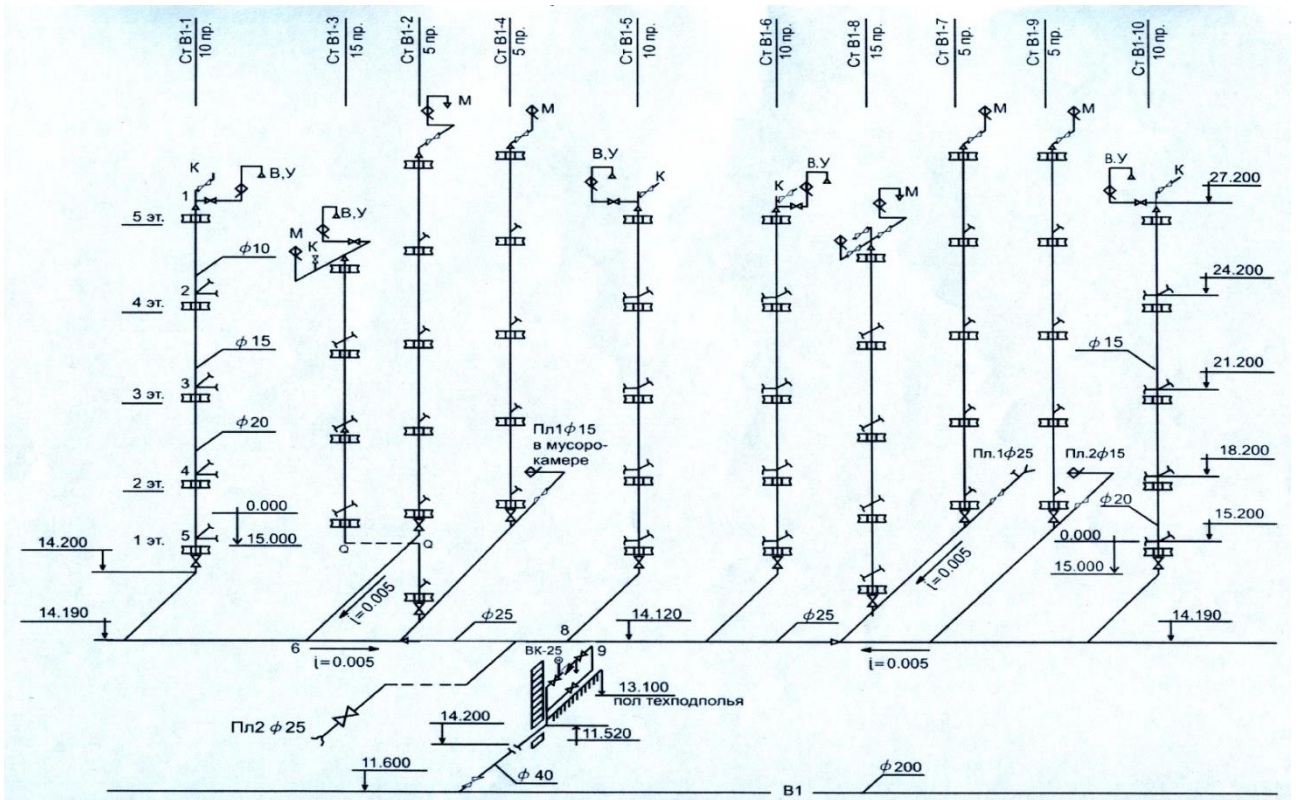 Ст В1-1
10 пр.
Ст В1-3
15 пр.
Ст В1-2
5 пр.
Ст В1-4
5 пр.
Ст В1-5
10 пр.
Ст В1-6
10 пр.
Ст В1-8
15 пр.
Ст В1-7
5 пр.
Ст В1-9
5 пр.
Ст В1-10
10 пр.
М
М
М
М
К
В,У
1
5 эт.
В,У
М
К
В,У
К
К
В.У
М
В.У
К
27.200
ф10
2
4 эт.
24.200
ф15
3
3 эт.
ф15
21.200
ф20
Пл1ф15
в мусоро-
камере
Пл.1ф25
Пл.2ф15
4
2 эт.
18.200
ф20
0.000
15.000
5
1 эт.
14.200
Q
Q
0.000
15.000
15.200
i=0.005
i=0.005
14.190
ф25
8
14.120
ф25
14.190
6
i=0.005
i=0.005
ВК-25
9
13.100
пол техподполья
Пл2 ф25
14.200
11.520
ф 40
11.600
В1
ф200